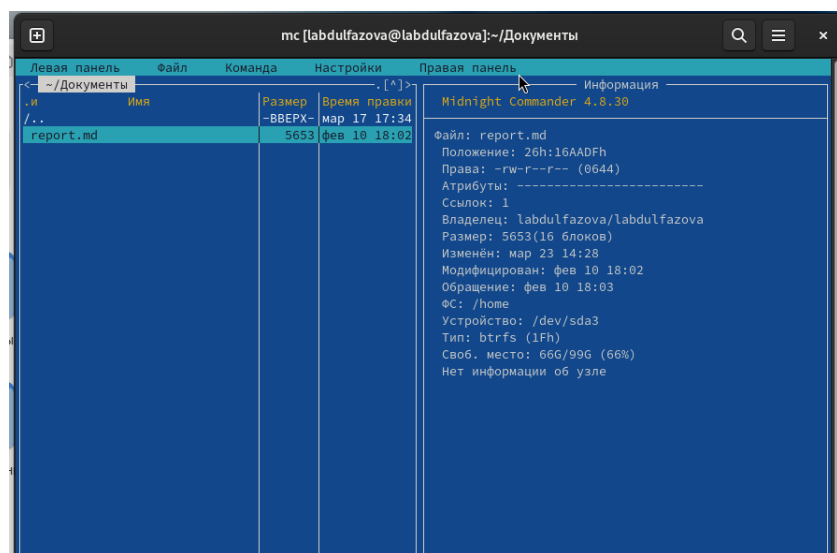 mc [labdulfazova@labdulfazova]:~/Документы
Левая панель Файл Команда Настройки Правая панель
<- ~/Документы .[^]>
.и Имя Размер Время правки
/.. -ВВЕРХ- мар 17 17:34
report.md 5653 фев 10 18:02
Информация
Midnight Commander 4.8.30
Файл: report.md
Положение: 26h:16AADFh
Права: -rw-r--r-- (0644)
Атрибуты: -------------------------
Ссылок: 1
Владелец: labdulfazova/labdulfazova
Размер: 5653(16 блоков)
Изменён: мар 23 14:28
Модифицирован: фев 10 18:02
Обращение: фев 10 18:03
ФС: /home
Устройство: /dev/sda3
Тип: btrfs (1Fh)
Своб. место: 66G/99G (66%)
Нет информации об узле